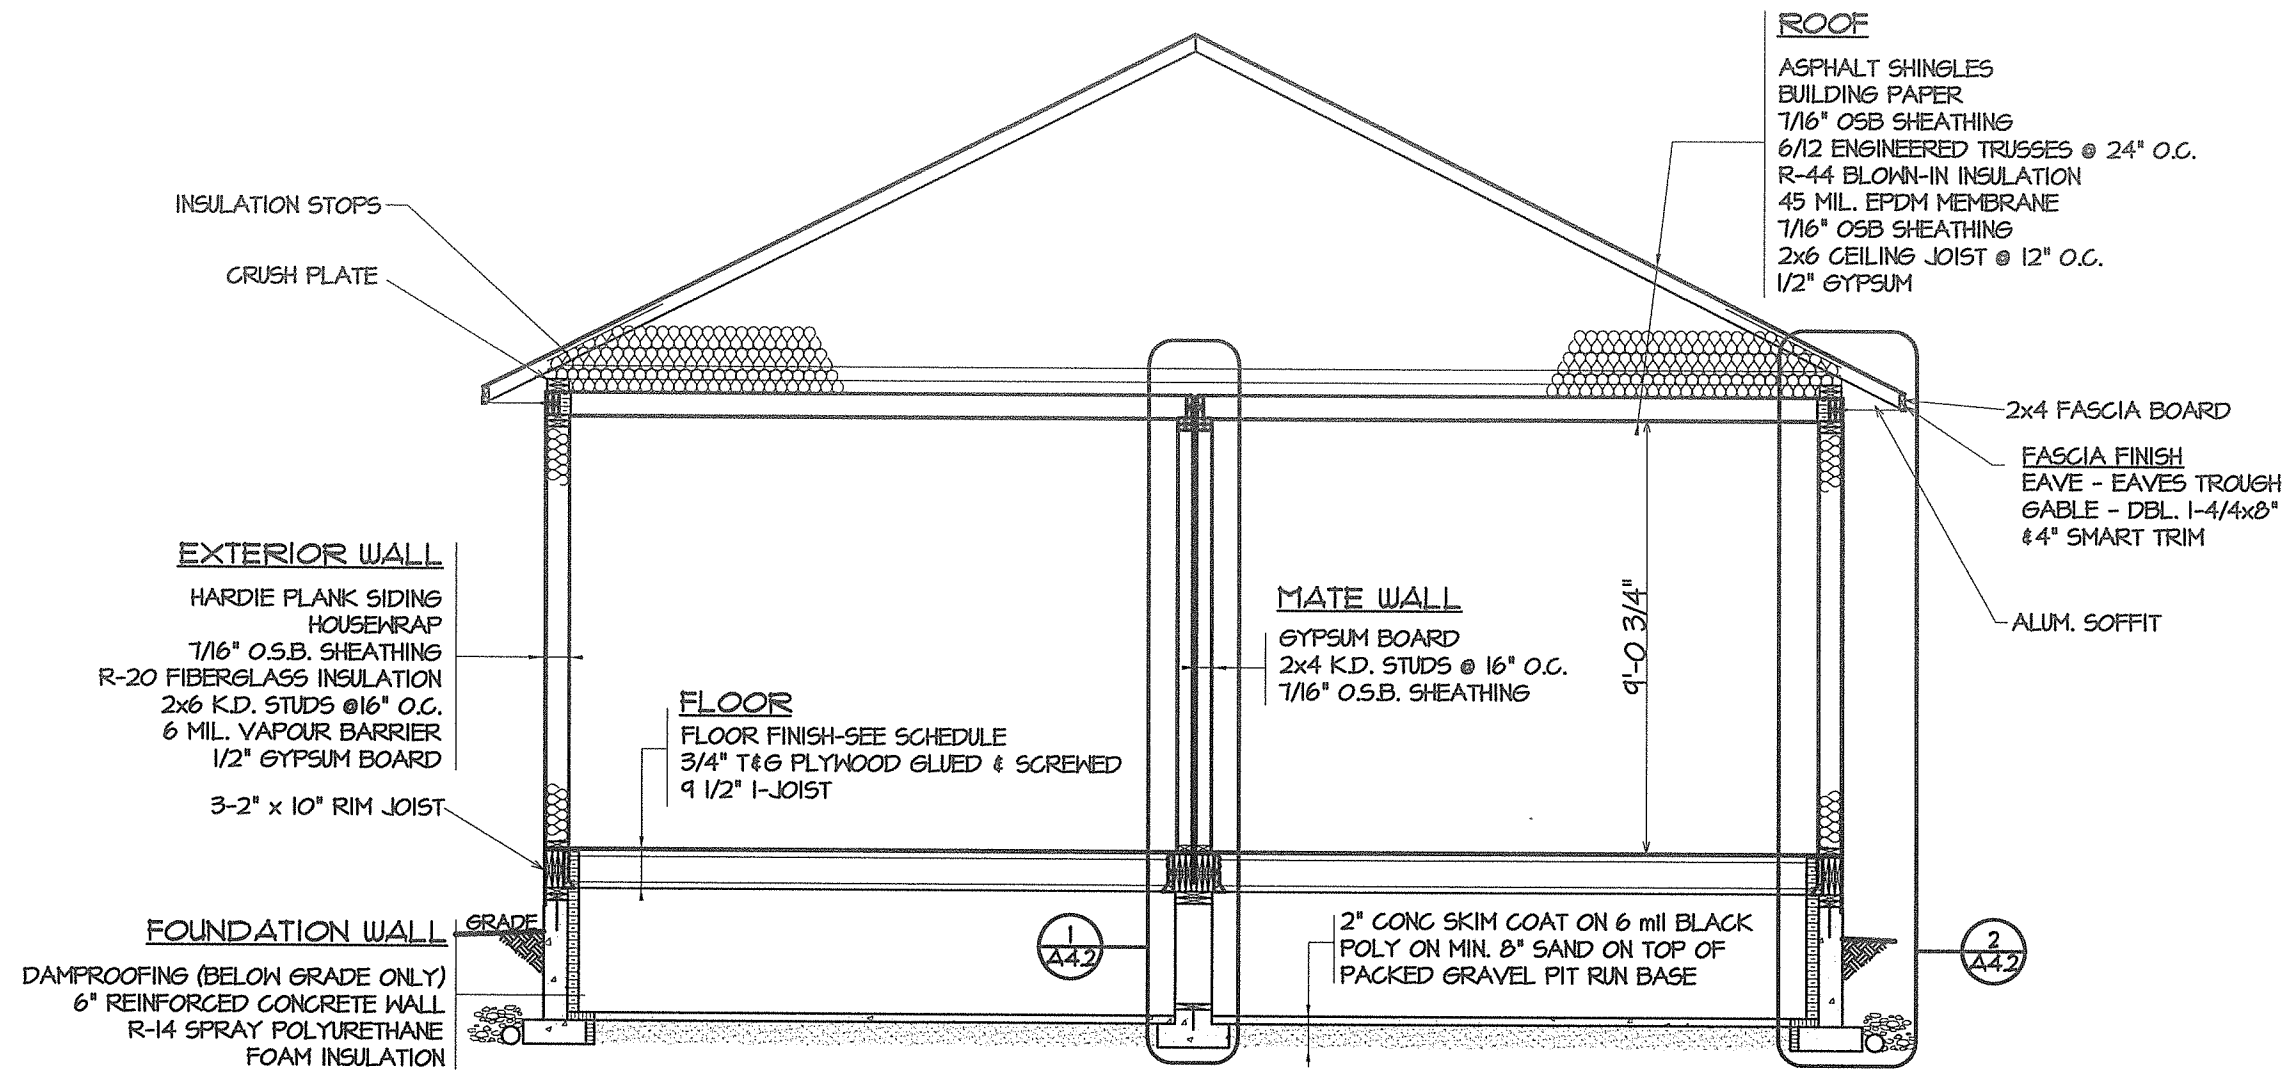 ROOF
ASPHALT SHINGLES
BUILDING PAPER
7/16" OSB SHEATHING
6/12 ENGINEERED TRUSSES @ 24" O.C.
R-44 BLOWN-IN INSULATION
45 MIL. EPDM MEMBRANE
7/16" OSB SHEATHING
2x6 CEILING JOIST @ 12" O.C.
1/2" GYPSUM
INSULATION STOPS
CRUSH PLATE
2x4 FASCIA BOARD
FASCIA FINISH
EAVE - EAVES TROUGH
GABLE - DBL. 1-4/4x8"
&4" SMART TRIM
ALUM. SOFFIT
EXTERIOR WALL
HARDIE PLANK SIDING
HOUSEWRAP
7/16" O.S.B. SHEATHING
R-20 FIBERGLASS INSULATION
2x6 K.D. STUDS @16" O.C.
6 MIL. VAPOUR BARRIER
1/2" GYPSUM BOARD
3-2" x 10" RIM JOIST
FLOOR
FLOOR FINISH-SEE SCHEDULE
3/4" T&G PLYWOOD GLUED & SCREWED
9 1/2" I-JOIST
MATE WALL
GYPSUM BOARD
2x4 K.D. STUDS @ 16" O.C.
7/16" O.S.B. SHEATHING
9'-0 3/4"
GRADE
FOUNDATION WALL
DAMPROOFING (BELOW GRADE ONLY)
6" REINFORCED CONCRETE WALL
R-14 SPRAY POLYURETHANE
FOAM INSULATION
1
A4.2
2" CONC SKIM COAT ON 6 mil BLACK
POLY ON MIN. 8" SAND ON TOP OF
PACKED GRAVEL PIT RUN BASE
2
A4.2